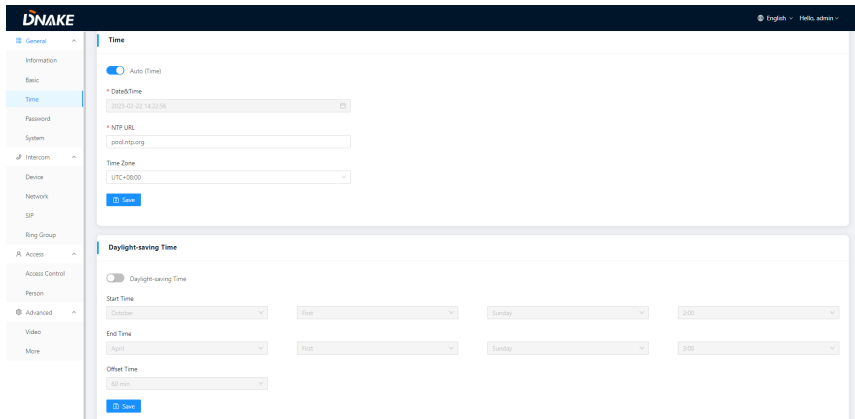 DNAKE
English
Hello, admin
General
Information
Basic
Time
Password
System
Intercom
Device
Network
SIP
Ring Group
Access
Access Control
Person
Advanced
Video
More
Time
Auto (Time)
* Date&Time
2023-02-22 14:22:56
* NTP URL
pool.ntp.org
Time Zone
UTC+08:00
Save
Daylight-saving Time
Daylight-saving Time
Start Time
October First Sunday 2:00
End Time
April First Sunday 3:00
Offset Time
60 min
Save